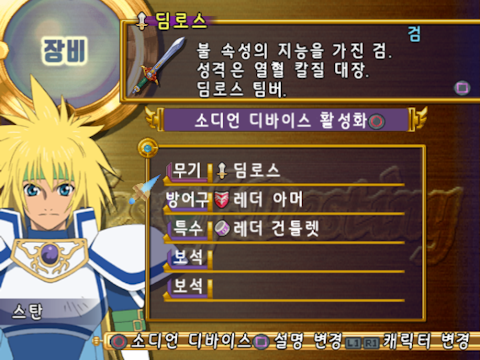 장비
딤로스
검
불 속성의 지능을 가진 검.
성격은 열혈 칼질 대장.
딤로스 팀버.
소디언 디바이스 활성화
무기 딤로스
방어구 레더 아머
특수 레더 건틀렛
보석
보석
스탄
소디언 디바이스 설명 변경 L1 R1 캐릭터 변경